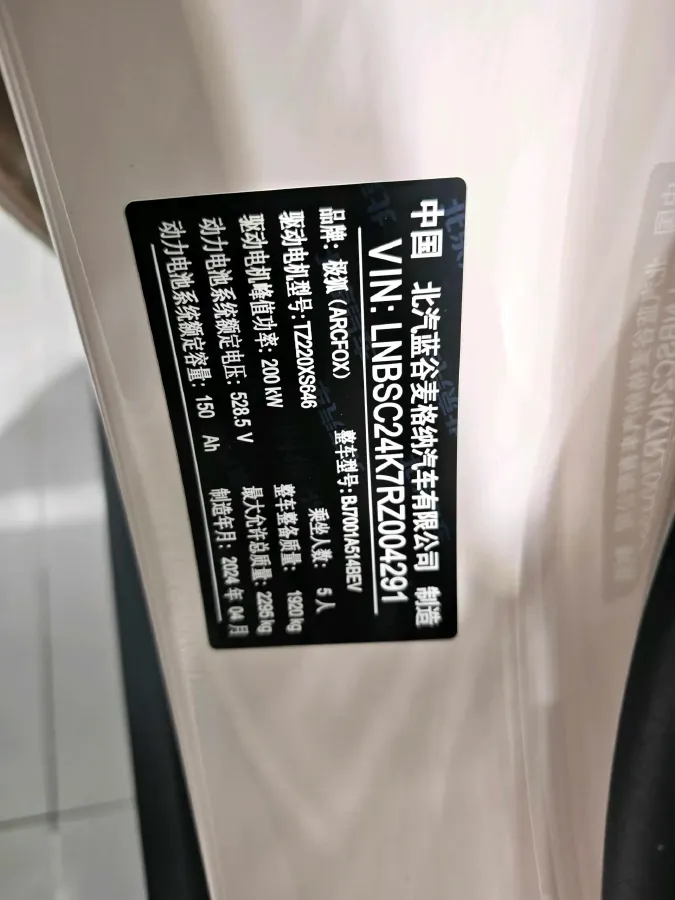 中国 北汽蓝谷麦格纳汽车有限公司 制造
VIN: LNBSC24K7RZ004291
品牌: 极狐 (ARCFOX) 整车型号: BJ7001A514BEV
驱动电机型号: TZ220XS646 乘坐人数: 5人
驱动电机峰值功率: 200 kW 整车整备质量: 1920 kg
动力电池系统额定电压: 528.5 V 最大允许总质量: 2295 kg
动力电池系统额定容量: 150 Ah 制造年月: 2024 年 04 月